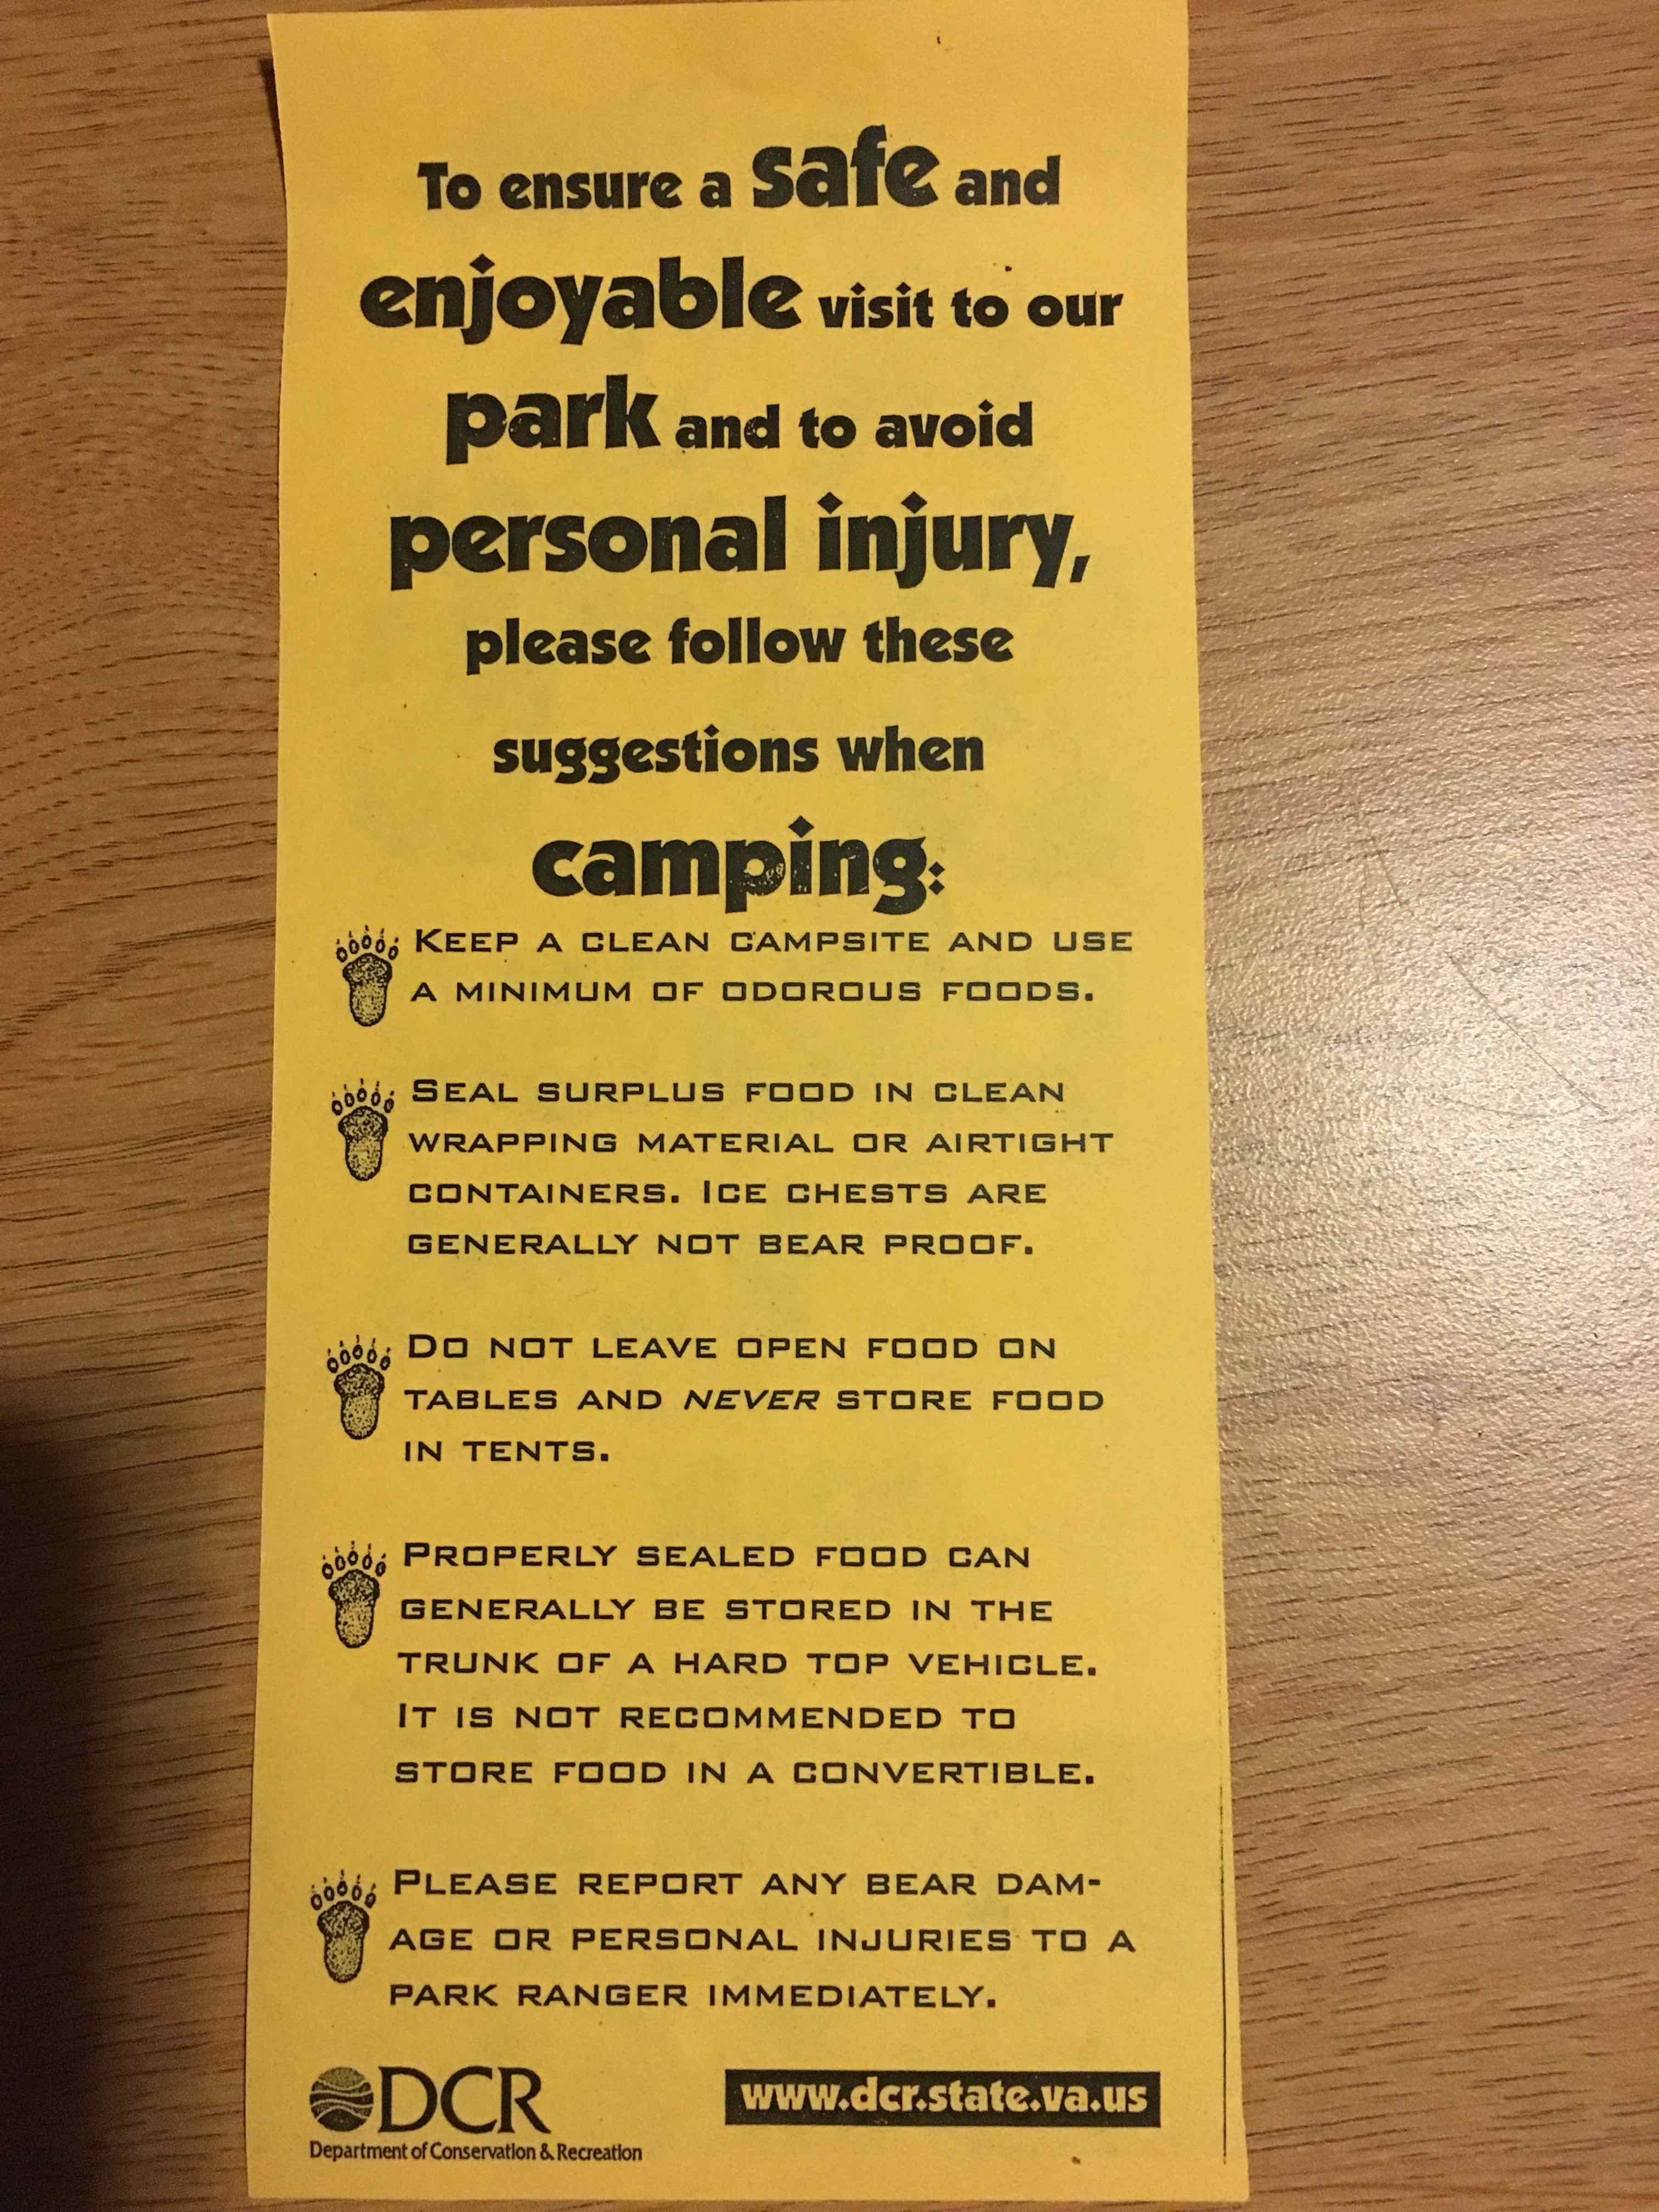 To ensure a safe and
enjoyable visit to our
park and to avoid
personal injury,
please follow these
suggestions when
camping:
KEEP A CLEAN CAMPSITE AND USE
A MINIMUM OF ODOROUS FOODS.
SEAL SURPLUS FOOD IN CLEAN
WRAPPING MATERIAL OR AIRTIGHT
CONTAINERS. ICE CHESTS ARE
GENERALLY NOT BEAR PROOF.
DO NOT LEAVE OPEN FOOD ON
TABLES AND NEVER STORE FOOD
IN TENTS.
PROPERLY SEALED FOOD CAN
GENERALLY BE STORED IN THE
TRUNK OF A HARD TOP VEHICLE.
IT IS NOT RECOMMENDED TO
STORE FOOD IN A CONVERTIBLE.
PLEASE REPORT ANY BEAR DAM-
AGE OR PERSONAL INJURIES TO A
PARK RANGER IMMEDIATELY.
DCR
Department of Conservation & Recreation
www.dcr.state.va.us